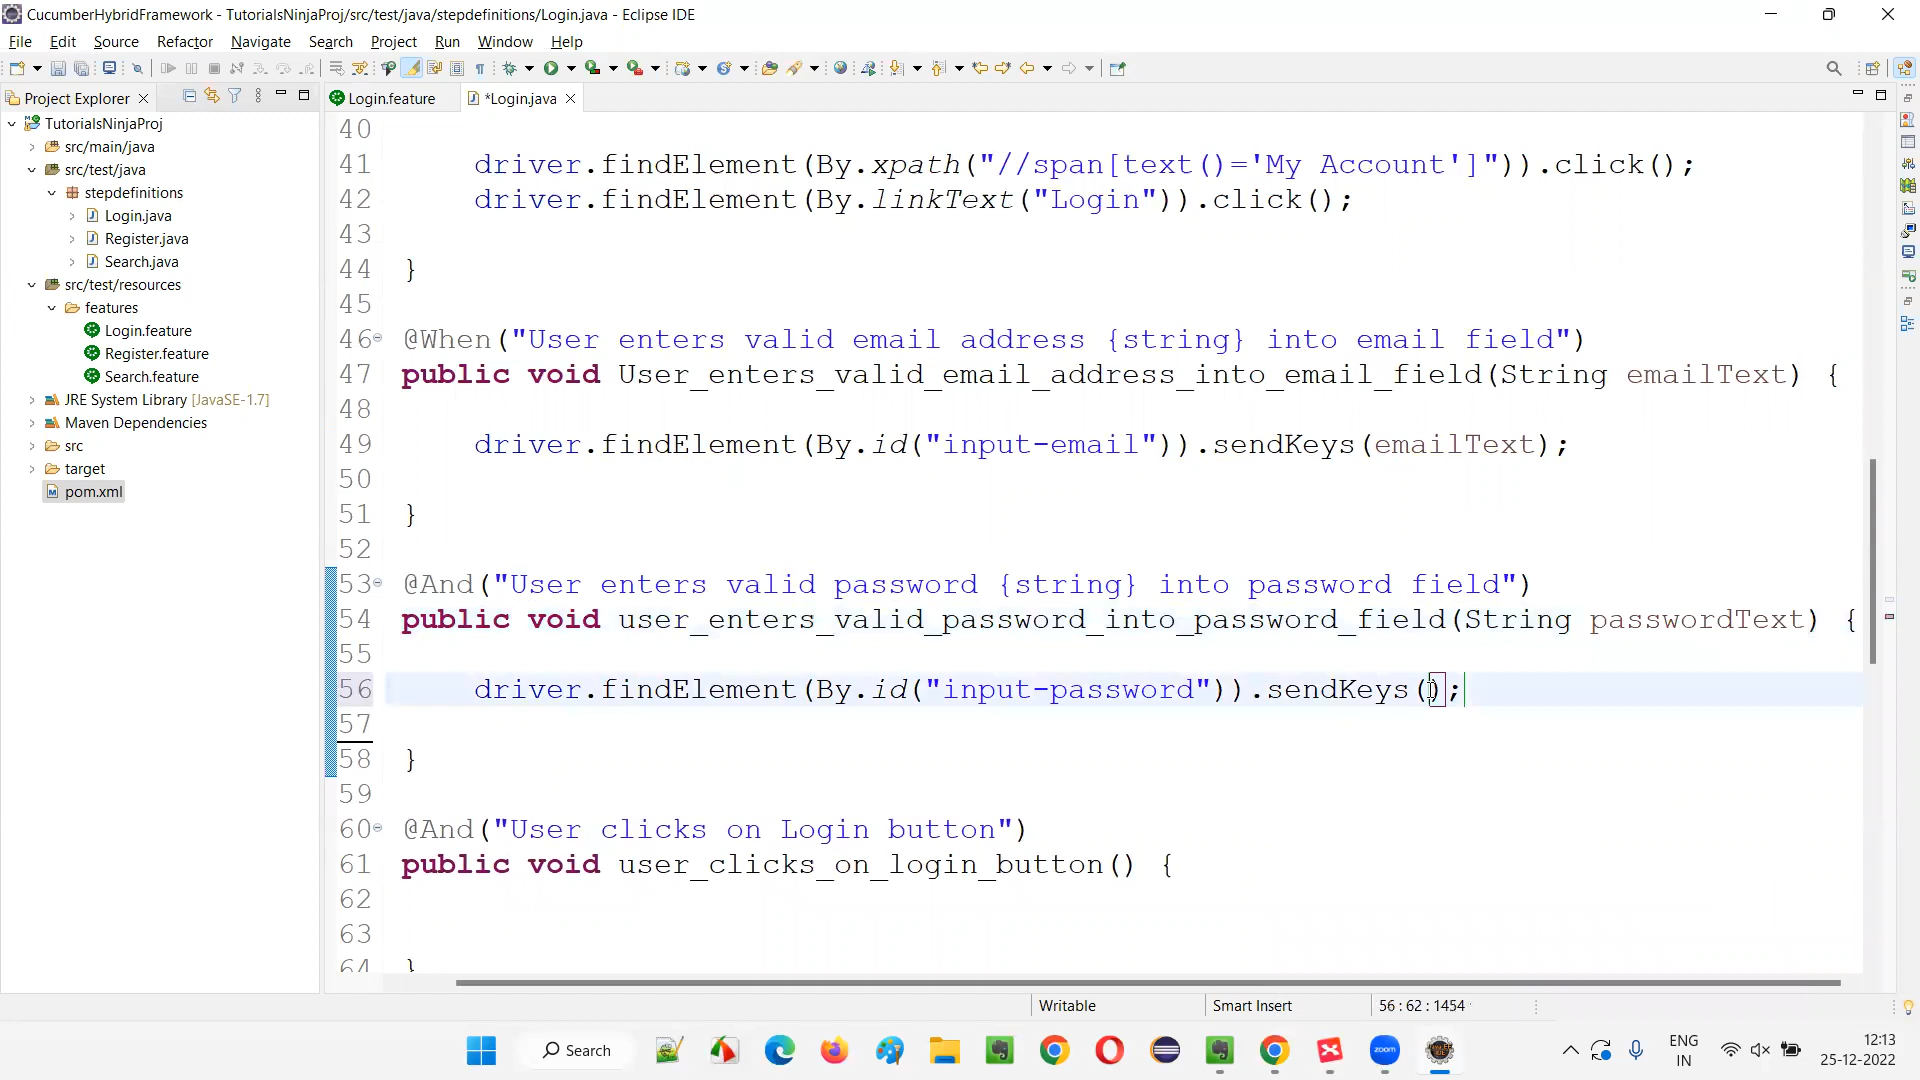 CucumberHybridFramework - TutorialsNinjaProj/src/test/java/stepdefinitions/Login.java - Eclipse IDE
File Edit Source Refactor Navigate Search Project Run Window Help
Project Explorer
Login.feature
*Login.java
TutorialsNinjaProj
src/main/java
src/test/java
stepdefinitions
Login.java
Register.java
Search.java
src/test/resources
features
Login.feature
Register.feature
Search.feature
JRE System Library [JavaSE-1.7]
Maven Dependencies
src
target
pom.xml
40
41 driver.findElement(By.xpath("//span[text()='My Account']")).click();
42 driver.findElement(By.linkText("Login")).click();
43
44 }
45
46 @When("User enters valid email address {string} into email field")
47 public void User_enters_valid_email_address_into_email_field(String emailText) {
48
49 driver.findElement(By.id("input-email")).sendKeys(emailText);
50
51 }
52
53 @And("User enters valid password {string} into password field")
54 public void user_enters_valid_password_into_password_field(String passwordText) {
55
56 driver.findElement(By.id("input-password")).sendKeys();
57
58 }
59
60 @And("User clicks on Login button")
61 public void user_clicks_on_login_button() {
62
63
64 }
Writable Smart Insert 56 : 62 : 1454
Search
zoom
ENG
IN
12:13
25-12-2022